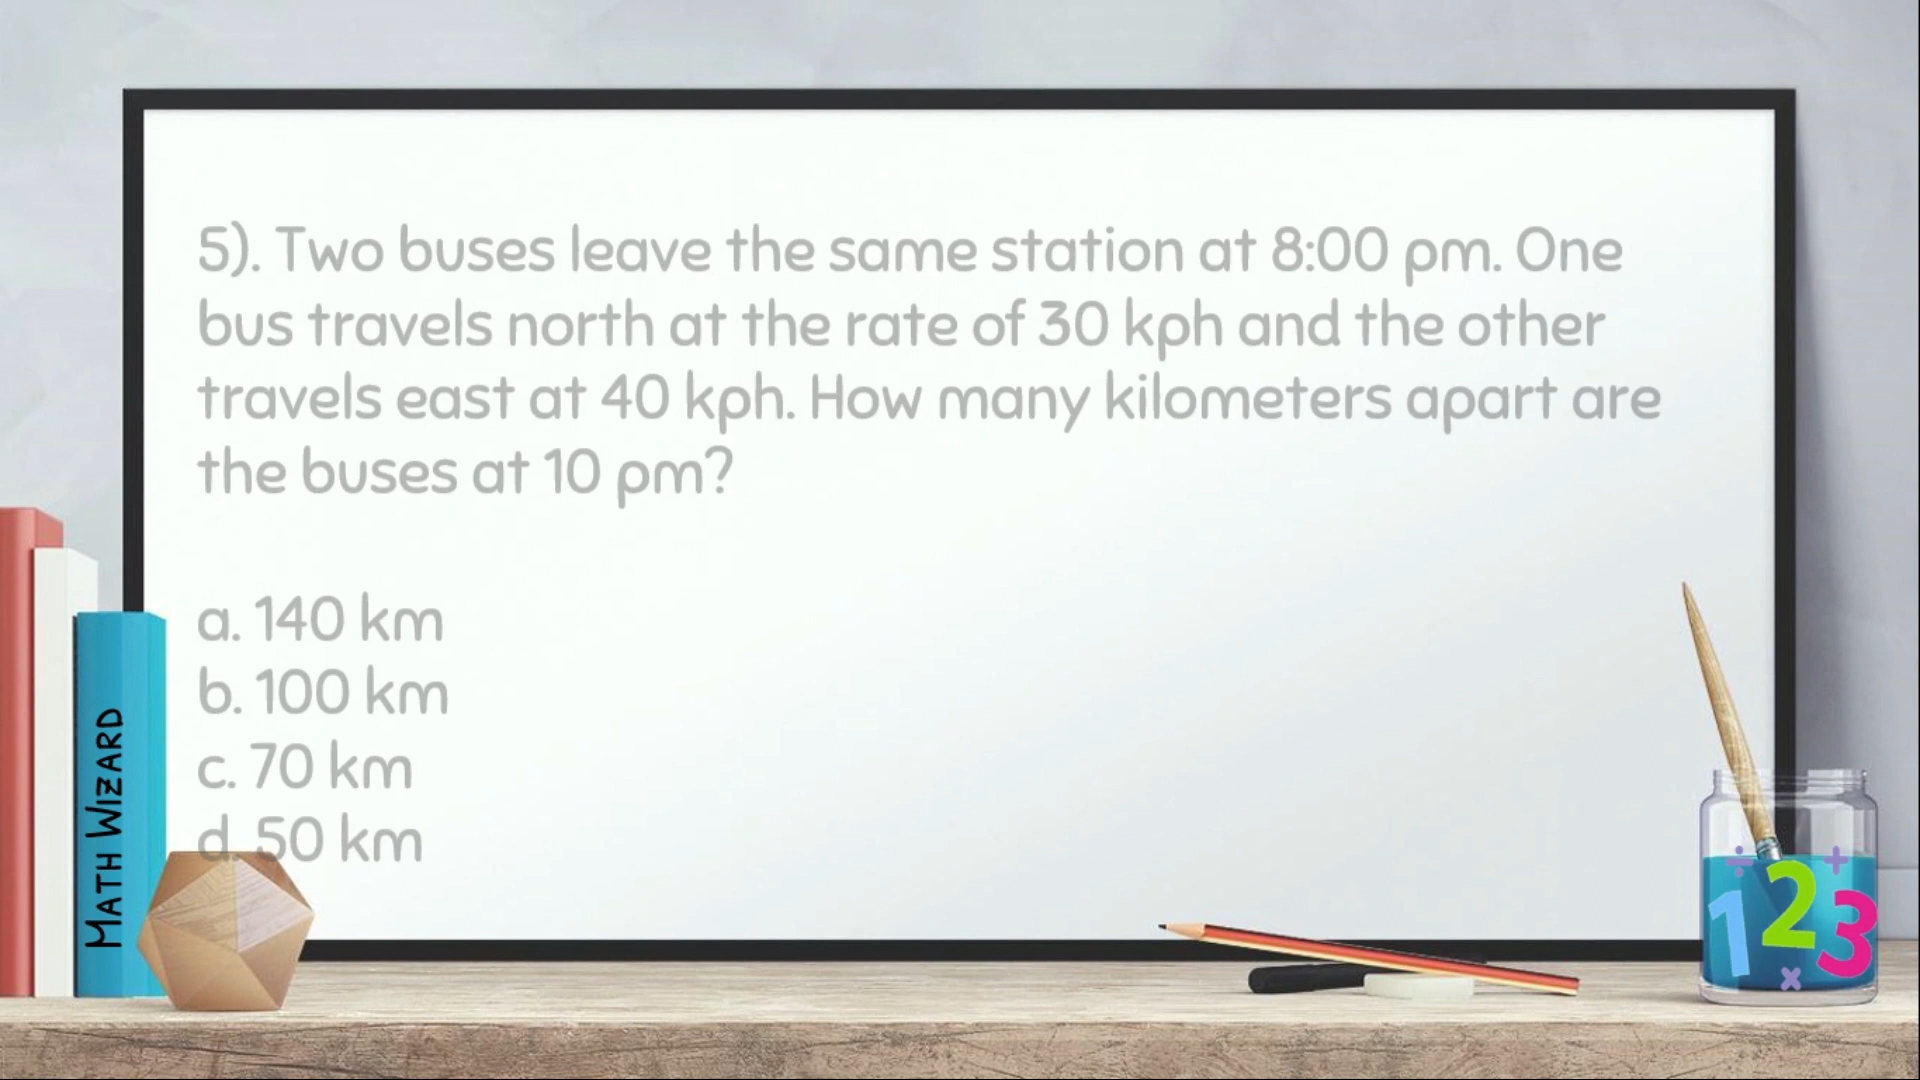 5). Two buses leave the same station at 8:00 pm. One
bus travels north at the rate of 30 kph and the other
travels east at 40 kph. How many kilometers apart are
the buses at 10 pm?
a. 140 km
b. 100 km
c. 70 km
d. 50 km
MATH WIZARD
÷ +
123
x